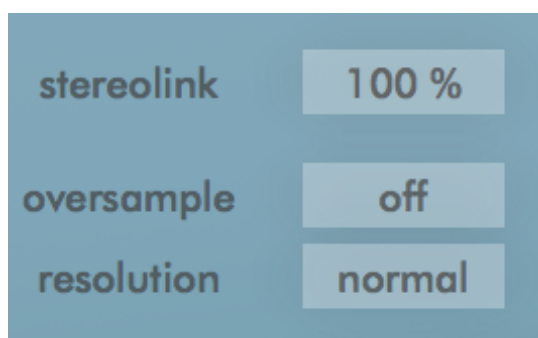 stereolink 100 %
oversample off
resolution normal